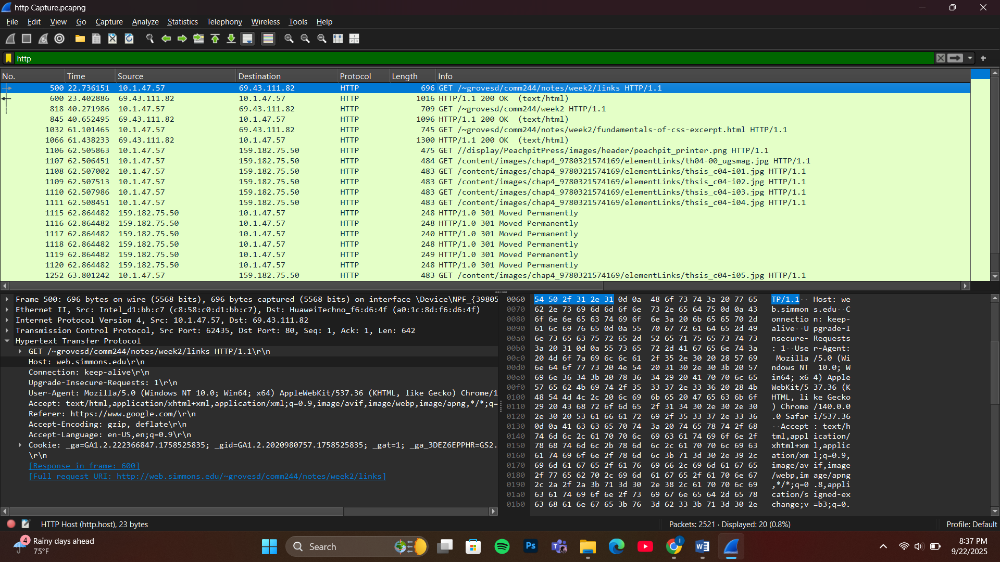 http Capture.pcapng
File Edit View Go Capture Analyze Statistics Telephony Wireless Tools Help
http
No. Time Source Destination Protocol Length Info
500 22.736151 10.1.47.57 69.43.111.82 HTTP 696 GET /~grovesd/comm244/notes/week2/links HTTP/1.1
600 23.402886 69.43.111.82 10.1.47.57 HTTP 1016 HTTP/1.1 200 OK (text/html)
818 40.271986 10.1.47.57 69.43.111.82 HTTP 709 GET /~grovesd/comm244/week2 HTTP/1.1
845 40.652495 69.43.111.82 10.1.47.57 HTTP 1096 HTTP/1.1 200 OK (text/html)
1032 61.101465 10.1.47.57 69.43.111.82 HTTP 745 GET /~grovesd/comm244/notes/week2/fundamentals-of-css-excerpt.html HTTP/1.1
1066 61.438233 69.43.111.82 10.1.47.57 HTTP 1300 HTTP/1.1 200 OK (text/html)
1106 62.505863 10.1.47.57 159.182.75.50 HTTP 475 GET //display/PeachpitPress/images/header/peachpit_printer.png HTTP/1.1
1107 62.506451 10.1.47.57 159.182.75.50 HTTP 484 GET /content/images/chap4_9780321574169/elementLinks/th04-00_ugsmag.jpg HTTP/1.1
1108 62.507002 10.1.47.57 159.182.75.50 HTTP 483 GET /content/images/chap4_9780321574169/elementLinks/thsis_c04-i01.jpg HTTP/1.1
1109 62.507513 10.1.47.57 159.182.75.50 HTTP 483 GET /content/images/chap4_9780321574169/elementLinks/thsis_c04-i02.jpg HTTP/1.1
1110 62.507986 10.1.47.57 159.182.75.50 HTTP 483 GET /content/images/chap4_9780321574169/elementLinks/thsis_c04-i03.jpg HTTP/1.1
1111 62.508451 10.1.47.57 159.182.75.50 HTTP 483 GET /content/images/chap4_9780321574169/elementLinks/thsis_c04-i04.jpg HTTP/1.1
1115 62.864482 159.182.75.50 10.1.47.57 HTTP 248 HTTP/1.0 301 Moved Permanently
1116 62.864482 159.182.75.50 10.1.47.57 HTTP 248 HTTP/1.0 301 Moved Permanently
1117 62.864482 159.182.75.50 10.1.47.57 HTTP 240 HTTP/1.0 301 Moved Permanently
1118 62.864482 159.182.75.50 10.1.47.57 HTTP 248 HTTP/1.0 301 Moved Permanently
1119 62.864482 159.182.75.50 10.1.47.57 HTTP 249 HTTP/1.0 301 Moved Permanently
1120 62.864482 159.182.75.50 10.1.47.57 HTTP 248 HTTP/1.0 301 Moved Permanently
1252 63.801242 10.1.47.57 159.182.75.50 HTTP 483 GET /content/images/chap4_9780321574169/elementLinks/thsis_c04-i05.jpg HTTP/1.1
Frame 500: 696 bytes on wire (5568 bits), 696 bytes captured (5568 bits) on interface \Device\NPF_{39805
Ethernet II, Src: Intel_d1:bb:c7 (c8:58:c0:d1:bb:c7), Dst: HuaweiTechno_f6:d6:4f (a0:1c:8d:f6:d6:4f)
Internet Protocol Version 4, Src: 10.1.47.57, Dst: 69.43.111.82
Transmission Control Protocol, Src Port: 62435, Dst Port: 80, Seq: 1, Ack: 1, Len: 642
Hypertext Transfer Protocol
GET /~grovesd/comm244/notes/week2/links HTTP/1.1\r\n
Host: web.simmons.edu\r\n
Connection: keep-alive\r\n
Upgrade-Insecure-Requests: 1\r\n
User-Agent: Mozilla/5.0 (Windows NT 10.0; Win64; x64) AppleWebKit/537.36 (KHTML, like Gecko) Chrome/1
Accept: text/html,application/xhtml+xml,application/xml;q=0.9,image/avif,image/webp,image/apng,*/*;q=
Referer: https://www.google.com/\r\n
Accept-Encoding: gzip, deflate\r\n
Accept-Language: en-US,en;q=0.9\r\n
Cookie: _ga=GA1.2.222366847.1758525835; _gid=GA1.2.2020980757.1758525835; _gat=1; _ga_3DEZ6EPPHR=GS2.
\r\n
[Response in frame: 600]
[Full request URI: http://web.simmons.edu/~grovesd/comm244/notes/week2/links]
0060 54 50 2f 31 2e 31 0d 0a 48 6f 73 74 3a 20 77 65 TP/1.1·· Host: we
0070 62 2e 73 69 6d 6d 6f 6e 73 2e 65 64 75 0d 0a 43 b.simmon s.edu··C
0080 6f 6e 6e 65 63 74 69 6f 6e 3a 20 6b 65 65 70 2d onnectio n: keep-
0090 61 6c 69 76 65 0d 0a 55 70 67 72 61 64 65 2d 49 alive··U pgrade-I
00a0 6e 73 65 63 75 72 65 2d 52 65 71 75 65 73 74 73 nsecure- Requests
00b0 3a 20 31 0d 0a 55 73 65 72 2d 41 67 65 6e 74 3a : 1··Use r-Agent:
00c0 20 4d 6f 7a 69 6c 6c 61 2f 35 2e 30 20 28 57 69 Mozilla /5.0 (Wi
00d0 6e 64 6f 77 73 20 4e 54 20 31 30 2e 30 3b 20 57 ndows NT 10.0; W
00e0 69 6e 36 34 3b 20 78 36 34 29 20 41 70 70 6c 65 in64; x6 4) Apple
00f0 57 65 62 4b 69 74 2f 35 33 37 2e 33 36 20 28 4b WebKit/5 37.36 (K
0100 48 54 4d 4c 2c 20 6c 69 6b 65 20 47 65 63 6b 6f HTML, li ke Gecko
0110 29 20 43 68 72 6f 6d 65 2f 31 34 30 2e 30 2e 30 ) Chrome /140.0.0
0120 2e 30 20 53 61 66 61 72 69 2f 35 33 37 2e 33 36 .0 Safar i/537.36
0130 0d 0a 41 63 63 65 70 74 3a 20 74 65 78 74 2f 68 ··Accept : text/h
0140 74 6d 6c 2c 61 70 70 6c 69 63 61 74 69 6f 6e 2f tml,appl ication/
0150 78 68 74 6d 6c 2b 78 6d 6c 2c 61 70 70 6c 69 63 xhtml+xm l,applic
0160 61 74 69 6f 6e 2f 78 6d 6c 3b 71 3d 30 2e 39 2c ation/xm l;q=0.9,
0170 69 6d 61 67 65 2f 61 76 69 66 2c 69 6d 61 67 65 image/av if,image
0180 2f 77 65 62 70 2c 69 6d 61 67 65 2f 61 70 6e 67 /webp,im age/apng
0190 2c 2a 2f 2a 3b 71 3d 30 2e 38 2c 61 70 70 6c 69 ,*/*;q=0 .8,appli
01a0 63 61 74 69 6f 6e 2f 73 69 67 6e 65 64 2d 65 78 cation/s igned-ex
01b0 63 68 61 6e 67 65 3b 76 3d 62 33 3b 71 3d 30 2e change;v =b3;q=0.
HTTP Host (http.host), 23 bytes
Packets: 2521 · Displayed: 20 (0.8%)
Profile: Default
4
Rainy days ahead
75°F
Search
Ps
8:37 PM
9/22/2025